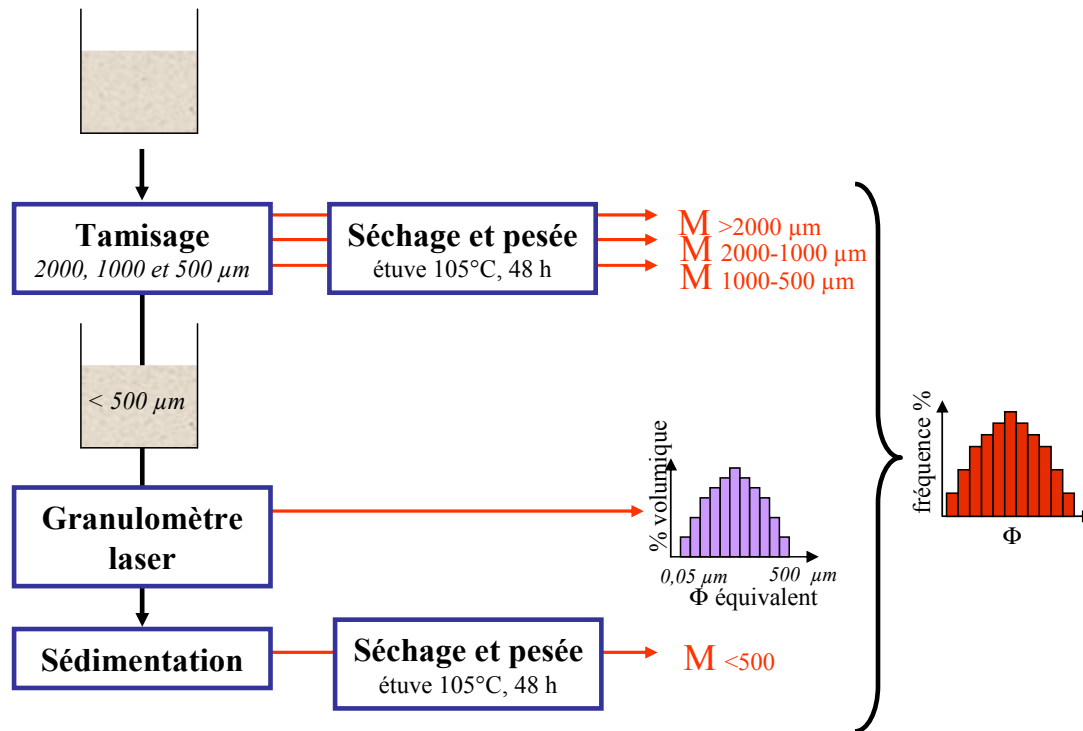 Tamisage
2000, 1000 et 500 µm
Séchage et pesée
étuve 105°C, 48 h
M >2000 µm
M 2000-1000 µm
M 1000-500 µm
< 500 µm
Granulomètre
laser
% volumique
0,05 µm
500 µm
Φ équivalent
fréquence %
Φ
Sédimentation
Séchage et pesée
étuve 105°C, 48 h
M <500